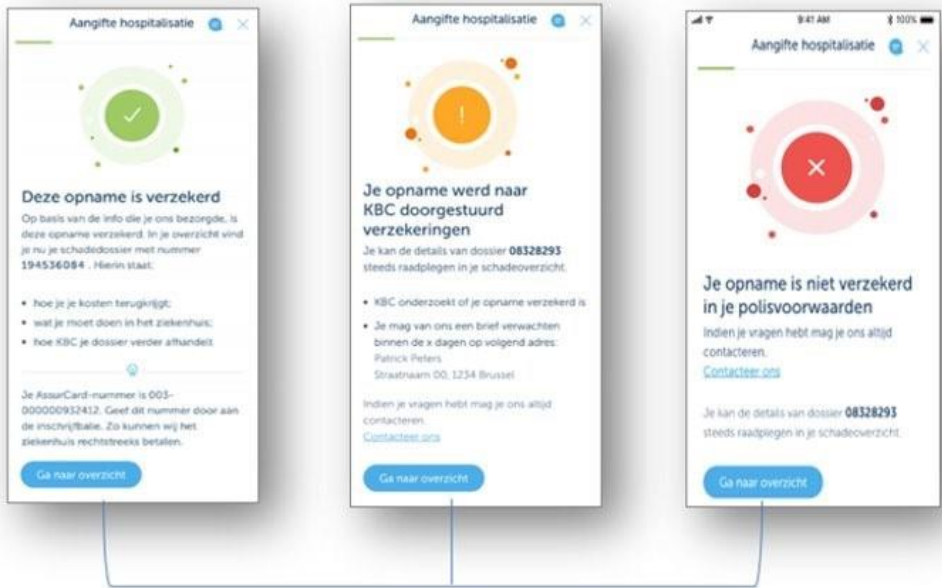 Aangifte hospitalisatie
Deze opname is verzekerd
Op basis van de info die je ons bezorgde, is
deze opname verzekerd. In je overzicht vind
je nu je schadedossier met nummer
194536084 . Hierin staat:
• hoe je je kosten terugkrijgt;
• wat je moet doen in het ziekenhuis;
• hoe KBC je dossier verder afhandelt
Je AssurCard-nummer is 003-
000000932412. Geef dit nummer door aan
de inschrijfbalie. Zo kunnen wij het
ziekenhuis rechtstreeks betalen.
Ga naar overzicht
Aangifte hospitalisatie
Je opname werd naar
KBC doorgestuurd
verzekeringen
Je kan de details van dossier 08328293
steeds raadplegen in je schadeoverzicht.
• KBC onderzoekt of je opname verzekerd is
• Je mag van ons een brief verwachten
binnen de x dagen op volgend adres:
Patrick Peters
Straatnaam 00, 1234 Brussel
Indien je vragen hebt mag je ons altijd
contacteren.
Contacteer ons
Ga naar overzicht
9:41 AM
100%
Aangifte hospitalisatie
Je opname is niet verzekerd
in je polisvoorwaarden
Indien je vragen hebt mag je ons altijd
contacteren.
Contacteer ons
Je kan de details van dossier 08328293
steeds raadplegen in je schadeoverzicht.
Ga naar overzicht